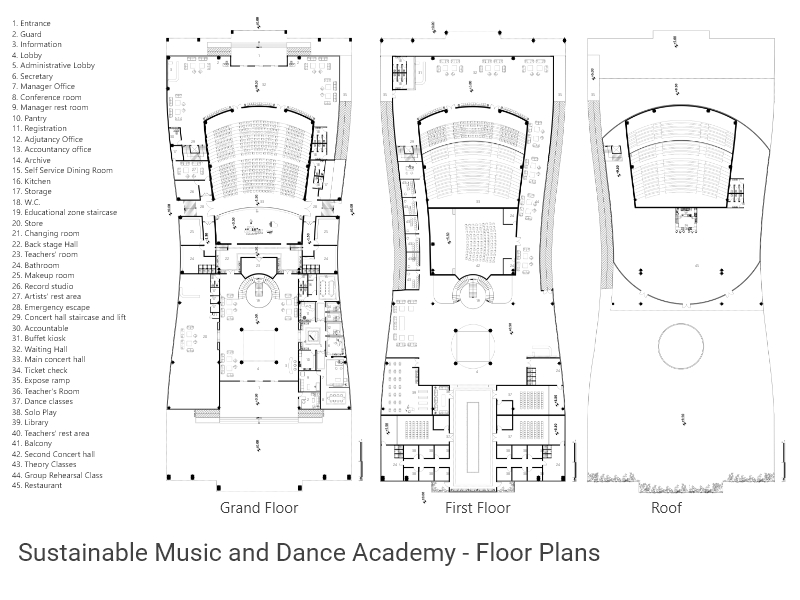 1. Entrance
2. Guard
3. Information
4. Lobby
5. Administrative Lobby
6. Secretary
7. Manager Office
8. Conference room
9. Manager rest room
10. Pantry
11. Registration
12. Adjutancy Office
13. Accountancy office
14. Archive
15. Self Service Dining Room
16. Kitchen
17. Storage
18. W.C.
19. Educational zone staircase
20. Store
21. Changing room
22. Back stage Hall
23. Teachers' room
24. Bathroom
25. Makeup room
26. Record studio
27. Artists' rest area
28. Emergency escape
29. Concert hall staircase and lift
30. Accountable
31. Buffet kiosk
32. Waiting Hall
33. Main concert hall
34. Ticket check
35. Expose ramp
36. Teacher's Room
37. Dance classes
38. Solo Play
39. Library
40. Teachers' rest area
41. Balcony
42. Second Concert hall
43. Theory Classes
44. Group Rehearsal Class
45. Restaurant
Grand Floor
First Floor
Roof
Sustainable Music and Dance Academy - Floor Plans